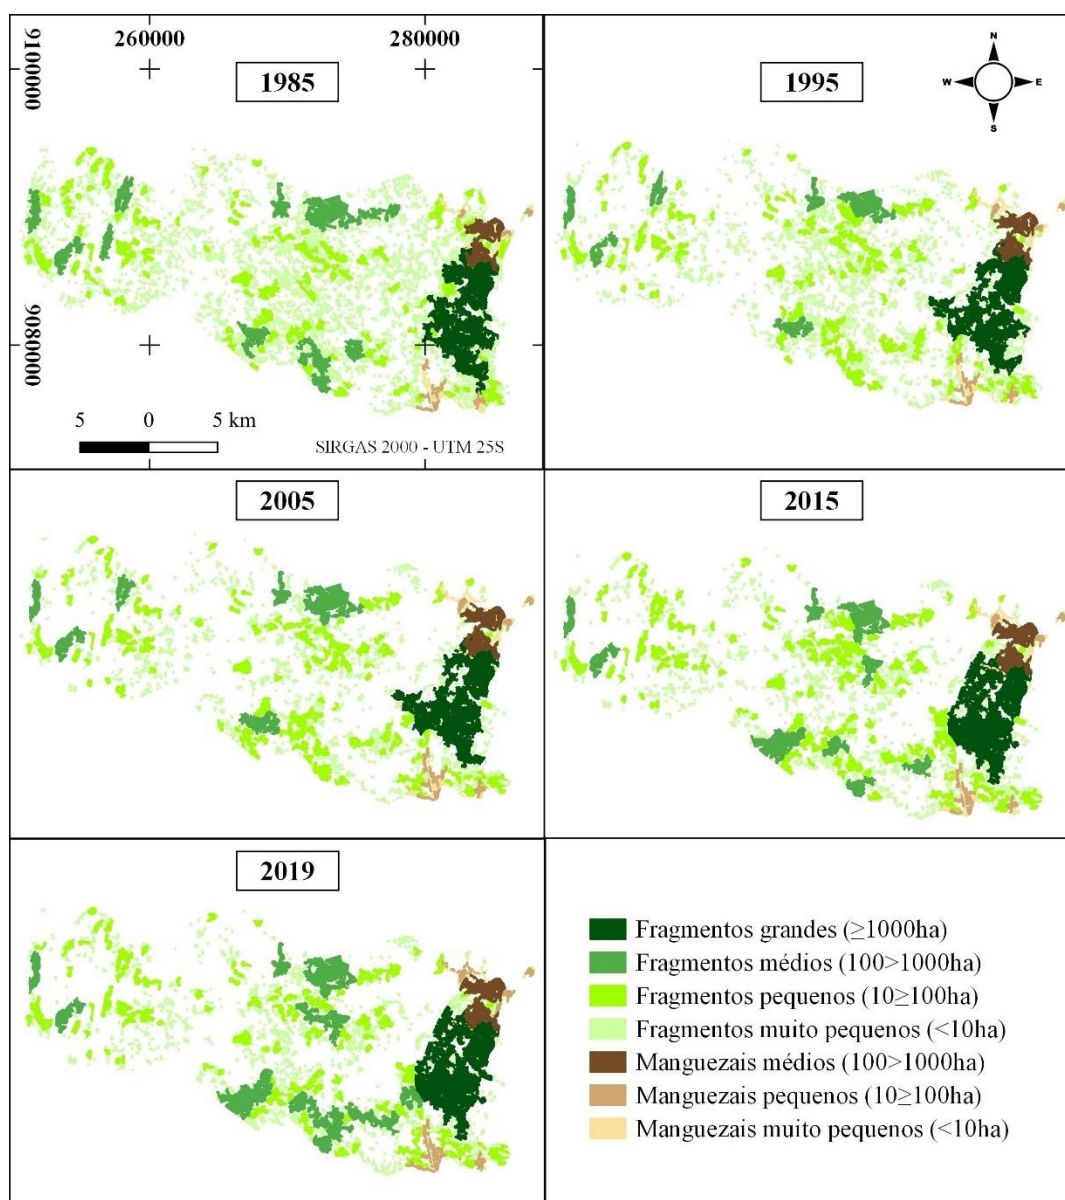 260000 280000
9100000
1985
1995
N
W E
S
9080000
5 0 5 km
SIRGAS 2000 - UTM 25S
2005
2015
2019
Fragmentos grandes (≥1000ha)
Fragmentos médios (100>1000ha)
Fragmentos pequenos (10≥100ha)
Fragmentos muito pequenos (<10ha)
Manguezais médios (100>1000ha)
Manguezais pequenos (10≥100ha)
Manguezais muito pequenos (<10ha)